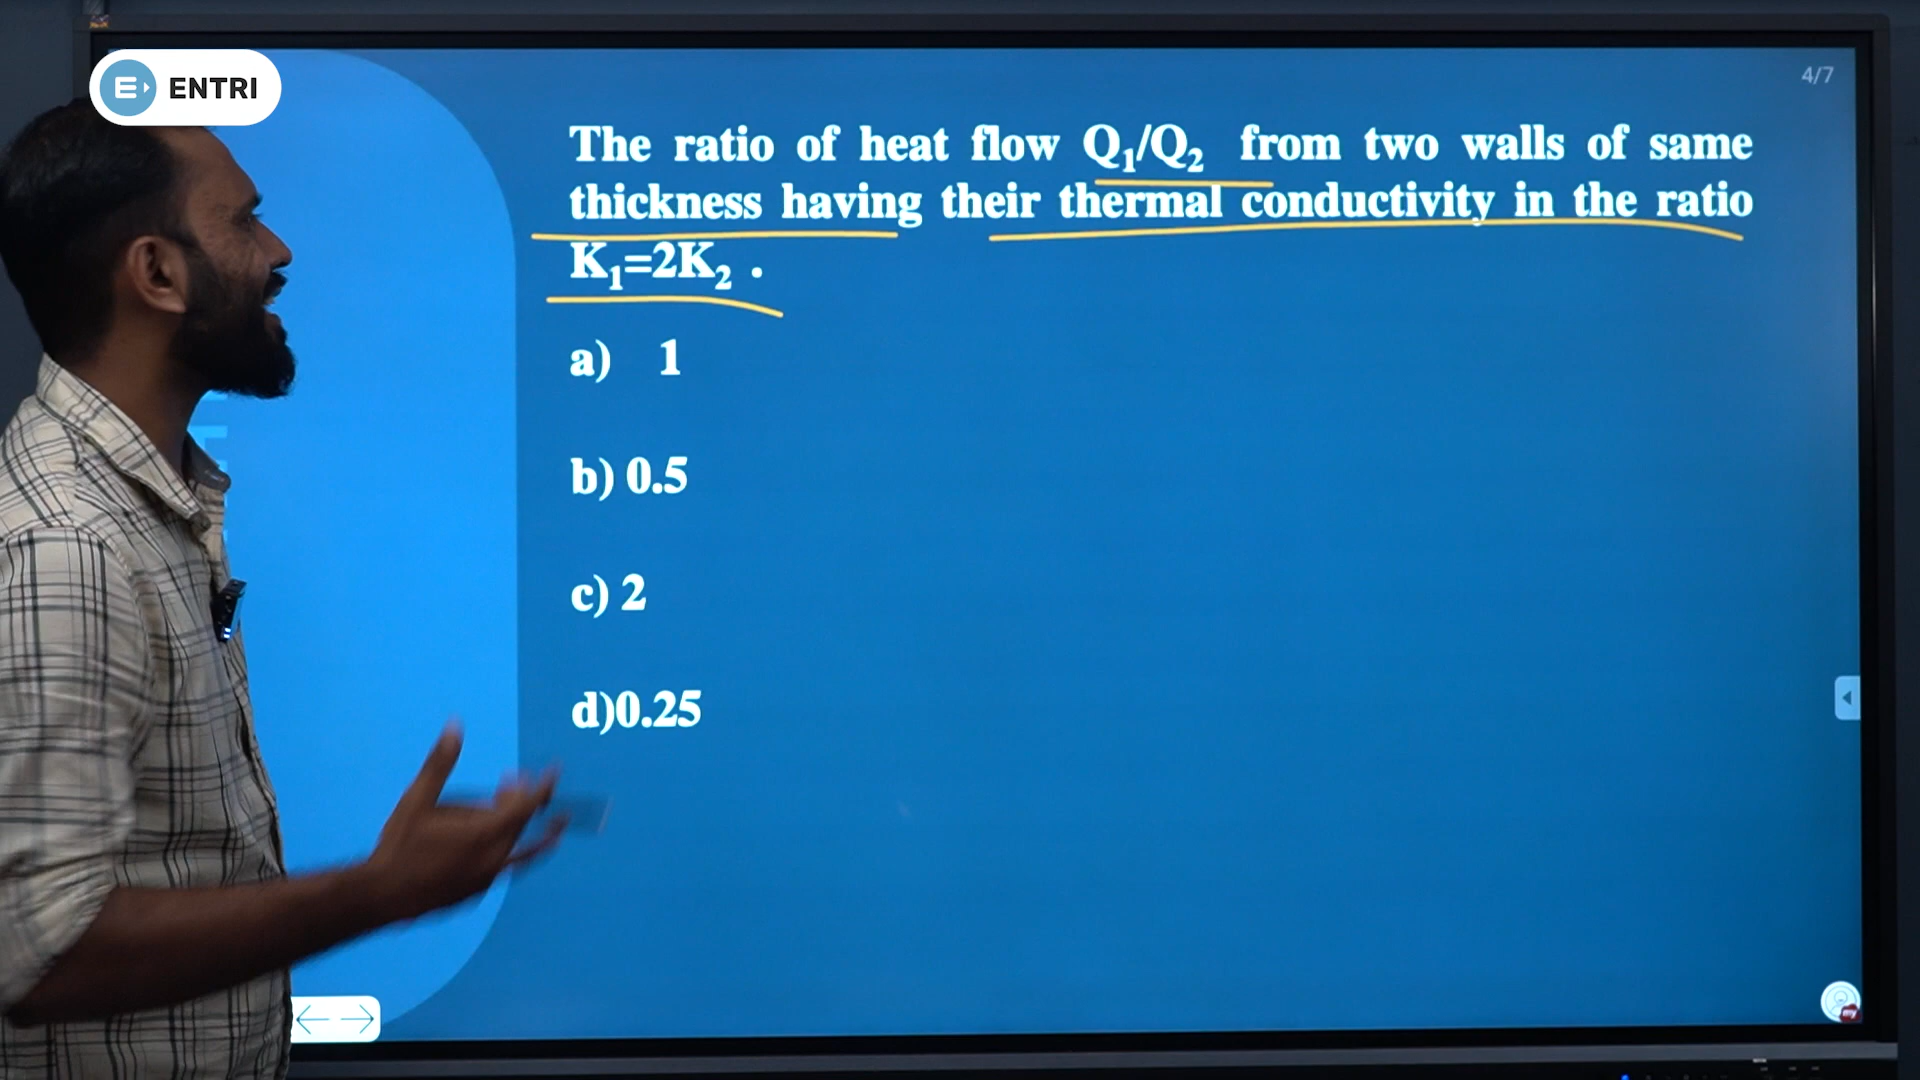 ENTRI
4/7
The ratio of heat flow Q₁/Q₂ from two walls of same
thickness having their thermal conductivity in the ratio
K₁=2K₂ .
a) 1
b) 0.5
c) 2
d)0.25